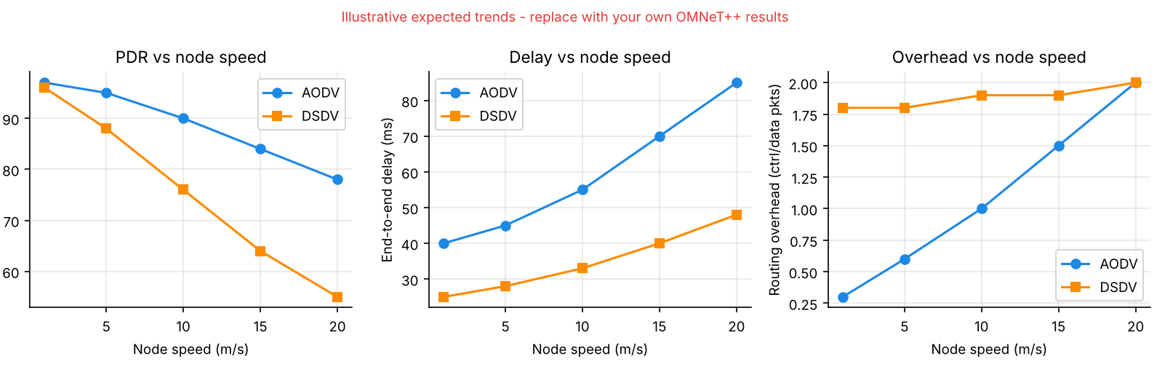 Illustrative expected trends - replace with your own OMNeT++ results
PDR vs node speed
90
80
70
60
5 10 15 20
Node speed (m/s)
AODV
DSDV
Delay vs node speed
End-to-end delay (ms)
80
70
60
50
40
30
5 10 15 20
Node speed (m/s)
AODV
DSDV
Overhead vs node speed
Routing overhead (ctrl/data pkts)
2.00
1.75
1.50
1.25
1.00
0.75
0.50
0.25
5 10 15 20
Node speed (m/s)
AODV
DSDV